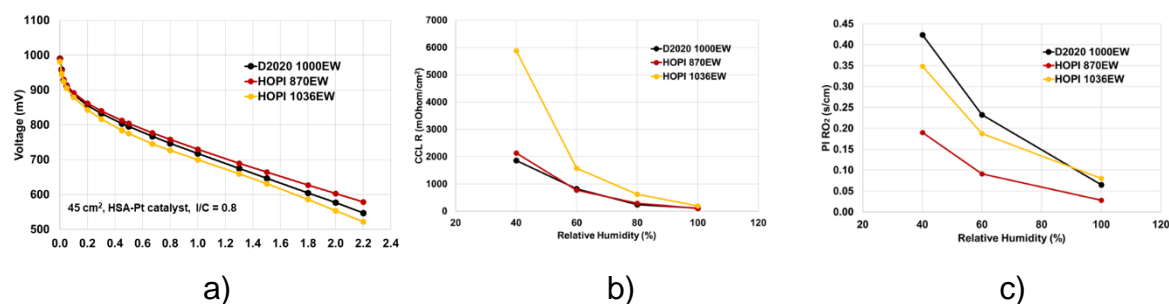 1100
1000
900
800
700
600
500
Voltage (mV)
D2020 1000EW
HOPI 870EW
HOPI 1036EW
45 cm², HSA-Pt catalyst, I/C = 0.8
0.0 0.2 0.4 0.6 0.8 1.0 1.2 1.4 1.6 1.8 2.0 2.2 2.4
a)
7000
6000
5000
4000
3000
2000
1000
0
CCL R (mOhom/cm²)
D2020 1000EW
HOPI 870EW
HOPI 1036EW
20 40 60 80 100 120
Relative Humidity (%)
b)
0.45
0.40
0.35
0.30
0.25
0.20
0.15
0.10
0.05
0.00
PI RO₂ (s/cm)
D2020 1000EW
HOPI 870EW
HOPI 1036EW
20 40 60 80 100 120
Relative Humidity (%)
c)